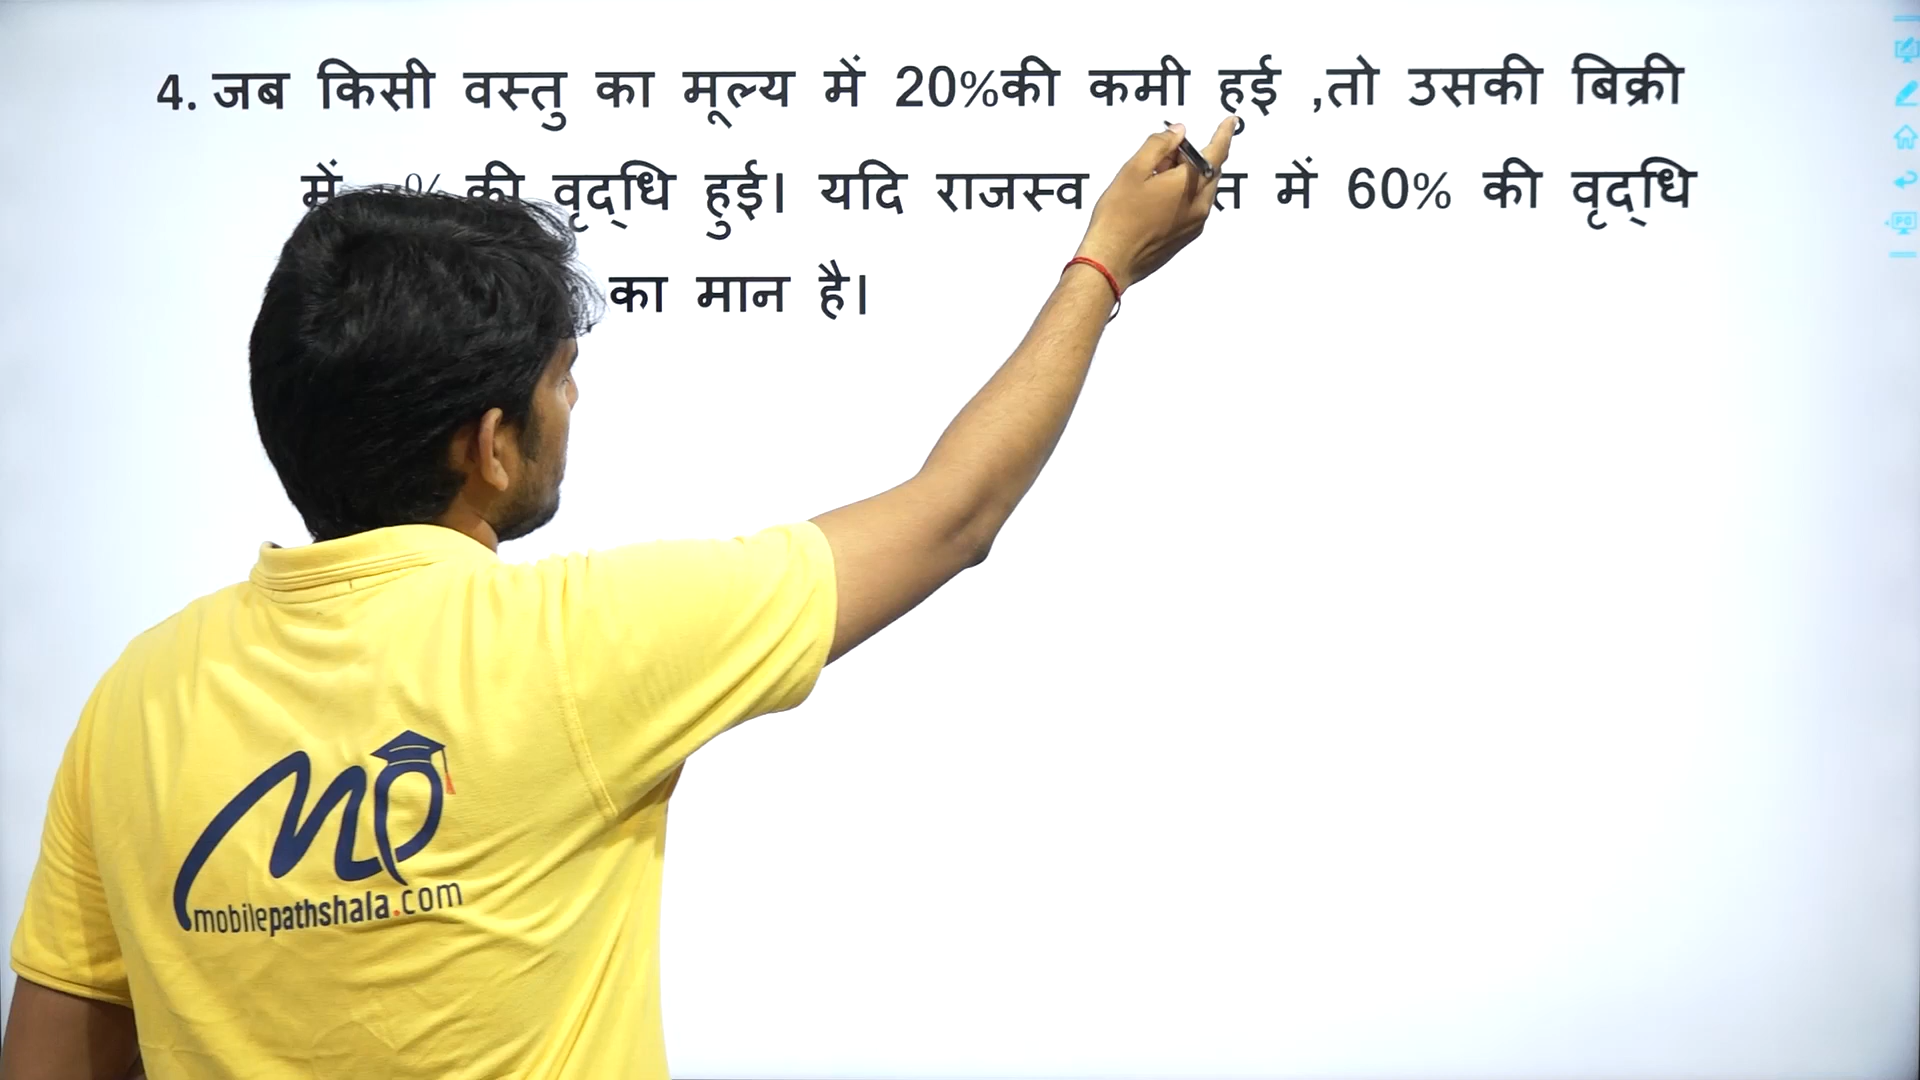 4. जब किसी वस्तु का मूल्य में 20%की कमी हुई ,तो उसकी बिक्री
में % की वृद्धि हुई। यदि राजस्व में 60% की वृद्धि
का मान है।
mobilepathshala.com